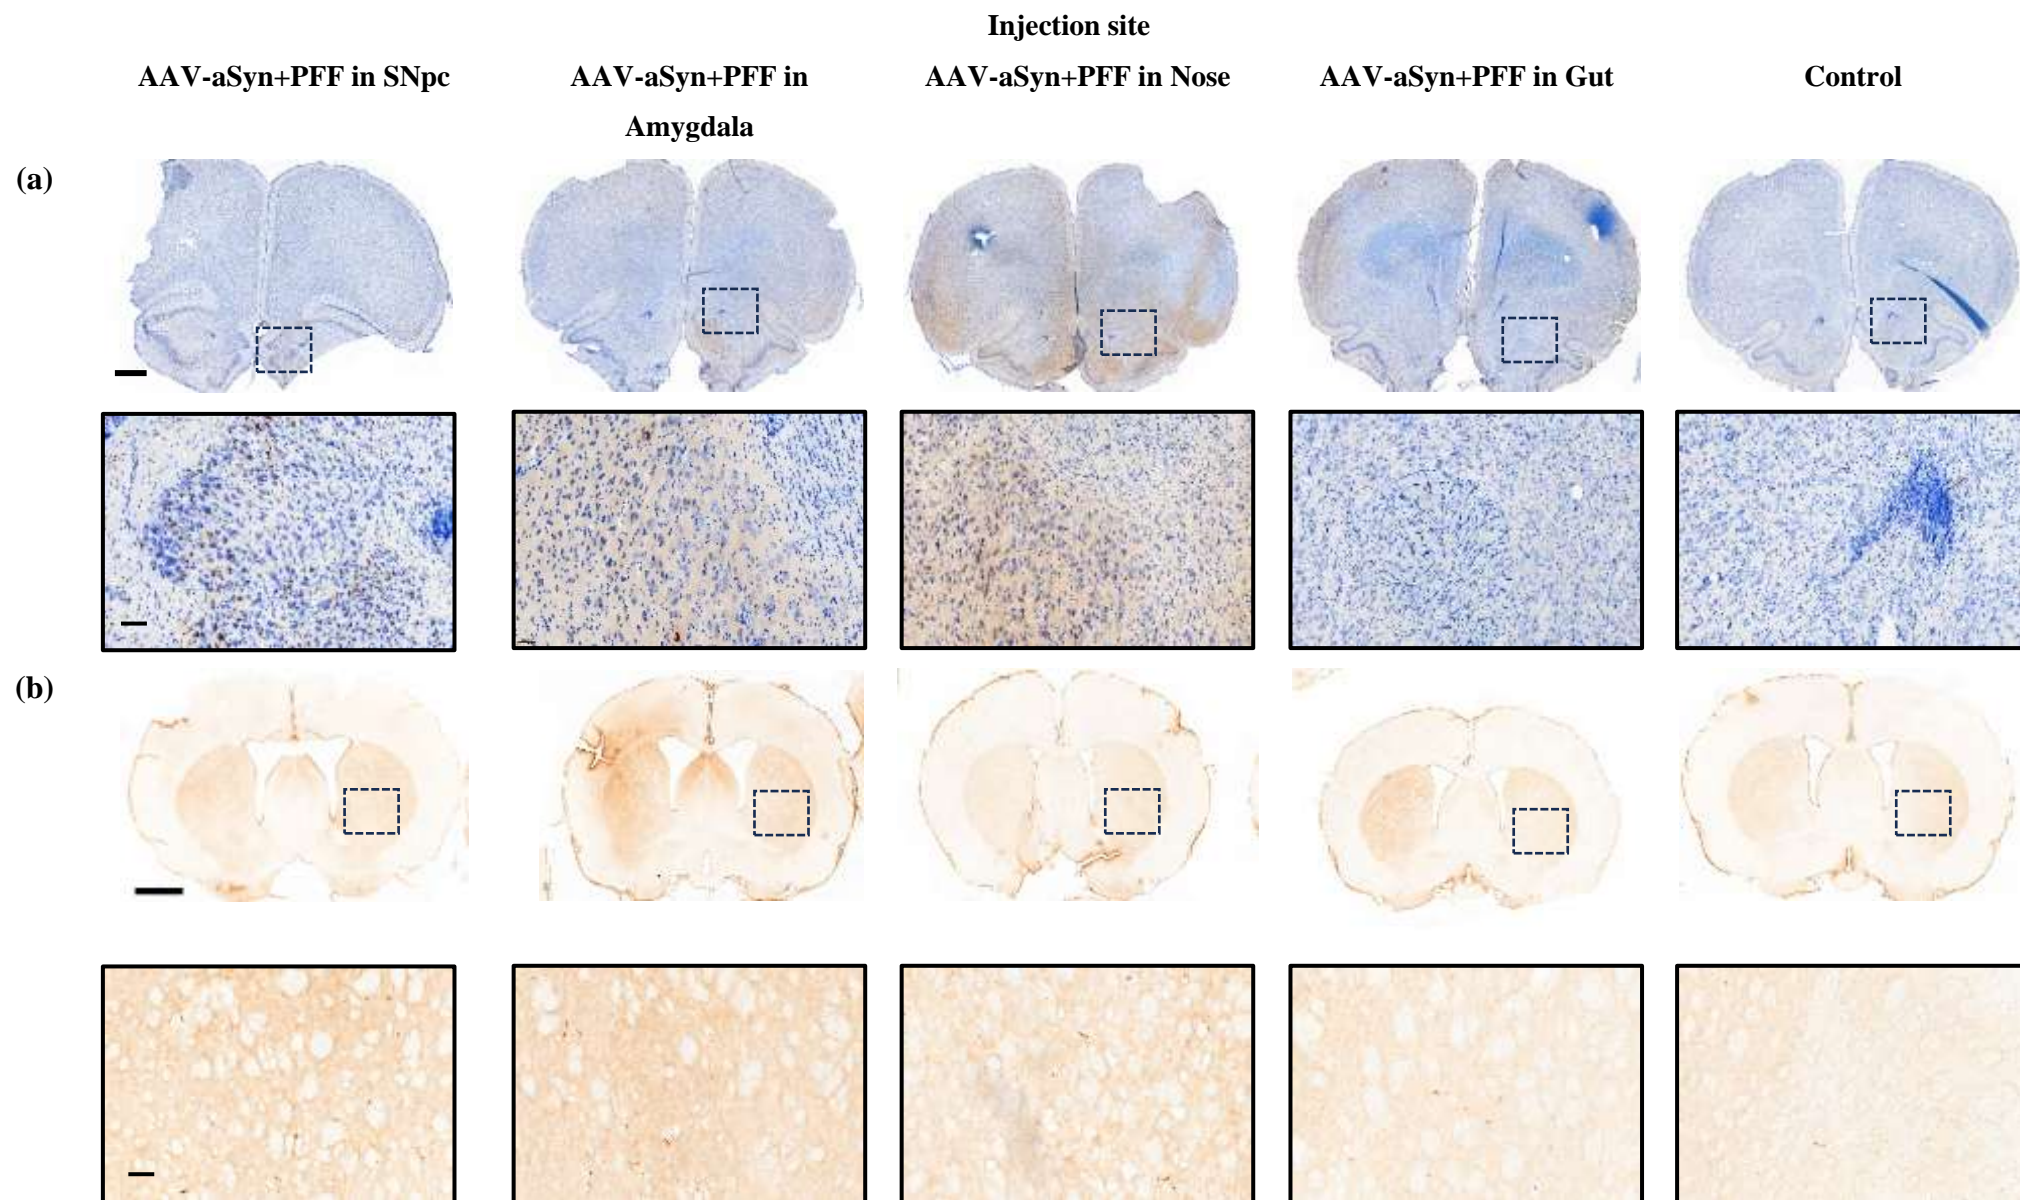 Injection site
AAV-aSyn+PFF in SNpc
AAV-aSyn+PFF in
Amygdala
AAV-aSyn+PFF in Nose
AAV-aSyn+PFF in Gut
Control
(a)
(b)